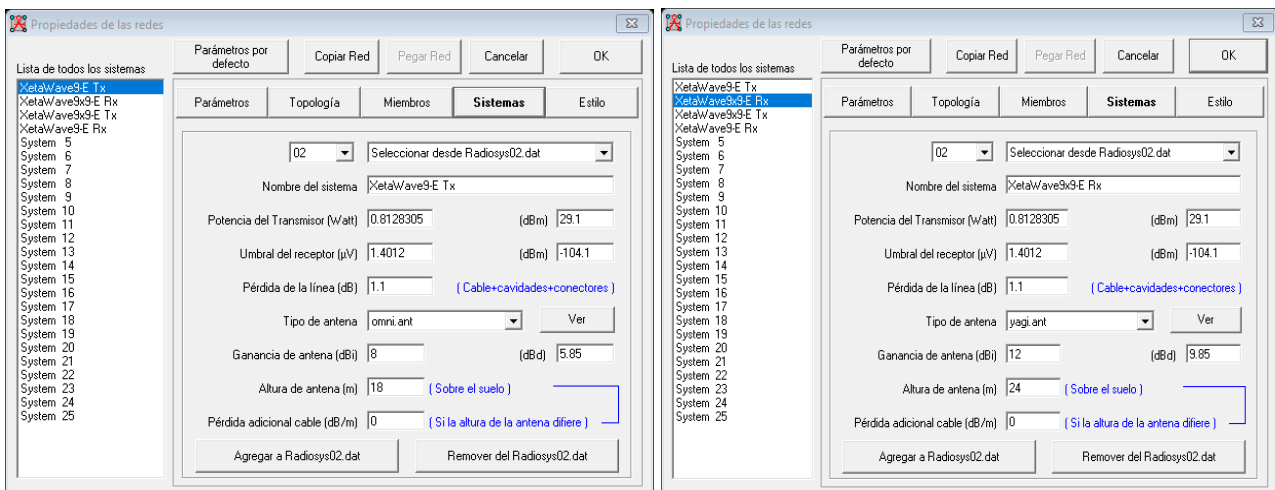 Propiedades de las redes
Parámetros por defecto
Copiar Red
Pegar Red
Cancelar
OK
Lista de todos los sistemas
XetaWave9-E Tx
XetaWave9x9-E Rx
XetaWave9x9-E Tx
XetaWave9-E Rx
System 5
System 6
System 7
System 8
System 9
System 10
System 11
System 12
System 13
System 14
System 15
System 16
System 17
System 18
System 19
System 20
System 21
System 22
System 23
System 24
System 25
Parámetros
Topología
Miembros
Sistemas
Estilo
02
Seleccionar desde Radiosys02.dat
Nombre del sistema XetaWave9-E Tx
Potencia del Transmisor (Watt) 0.8128305 (dBm) 29.1
Umbral del receptor (µV) 1.4012 (dBm) -104.1
Pérdida de la línea (dB) 1.1 ( Cable+cavidades+conectores )
Tipo de antena omni.ant Ver
Ganancia de antena (dBi) 8 (dBd) 5.85
Altura de antena (m) 18 ( Sobre el suelo )
Pérdida adicional cable (dB/m) 0 ( Si la altura de la antena difiere )
Agregar a Radiosys02.dat
Remover del Radiosys02.dat
Propiedades de las redes
Parámetros por defecto
Copiar Red
Pegar Red
Cancelar
OK
Lista de todos los sistemas
XetaWave9-E Tx
XetaWave9x9-E Rx
XetaWave9x9-E Tx
XetaWave9-E Rx
System 5
System 6
System 7
System 8
System 9
System 10
System 11
System 12
System 13
System 14
System 15
System 16
System 17
System 18
System 19
System 20
System 21
System 22
System 23
System 24
System 25
Parámetros
Topología
Miembros
Sistemas
Estilo
02
Seleccionar desde Radiosys02.dat
Nombre del sistema XetaWave9x9-E Rx
Potencia del Transmisor (Watt) 0.8128305 (dBm) 29.1
Umbral del receptor (µV) 1.4012 (dBm) -104.1
Pérdida de la línea (dB) 1.1 ( Cable+cavidades+conectores )
Tipo de antena yagi.ant Ver
Ganancia de antena (dBi) 12 (dBd) 9.85
Altura de antena (m) 24 ( Sobre el suelo )
Pérdida adicional cable (dB/m) 0 ( Si la altura de la antena difiere )
Agregar a Radiosys02.dat
Remover del Radiosys02.dat